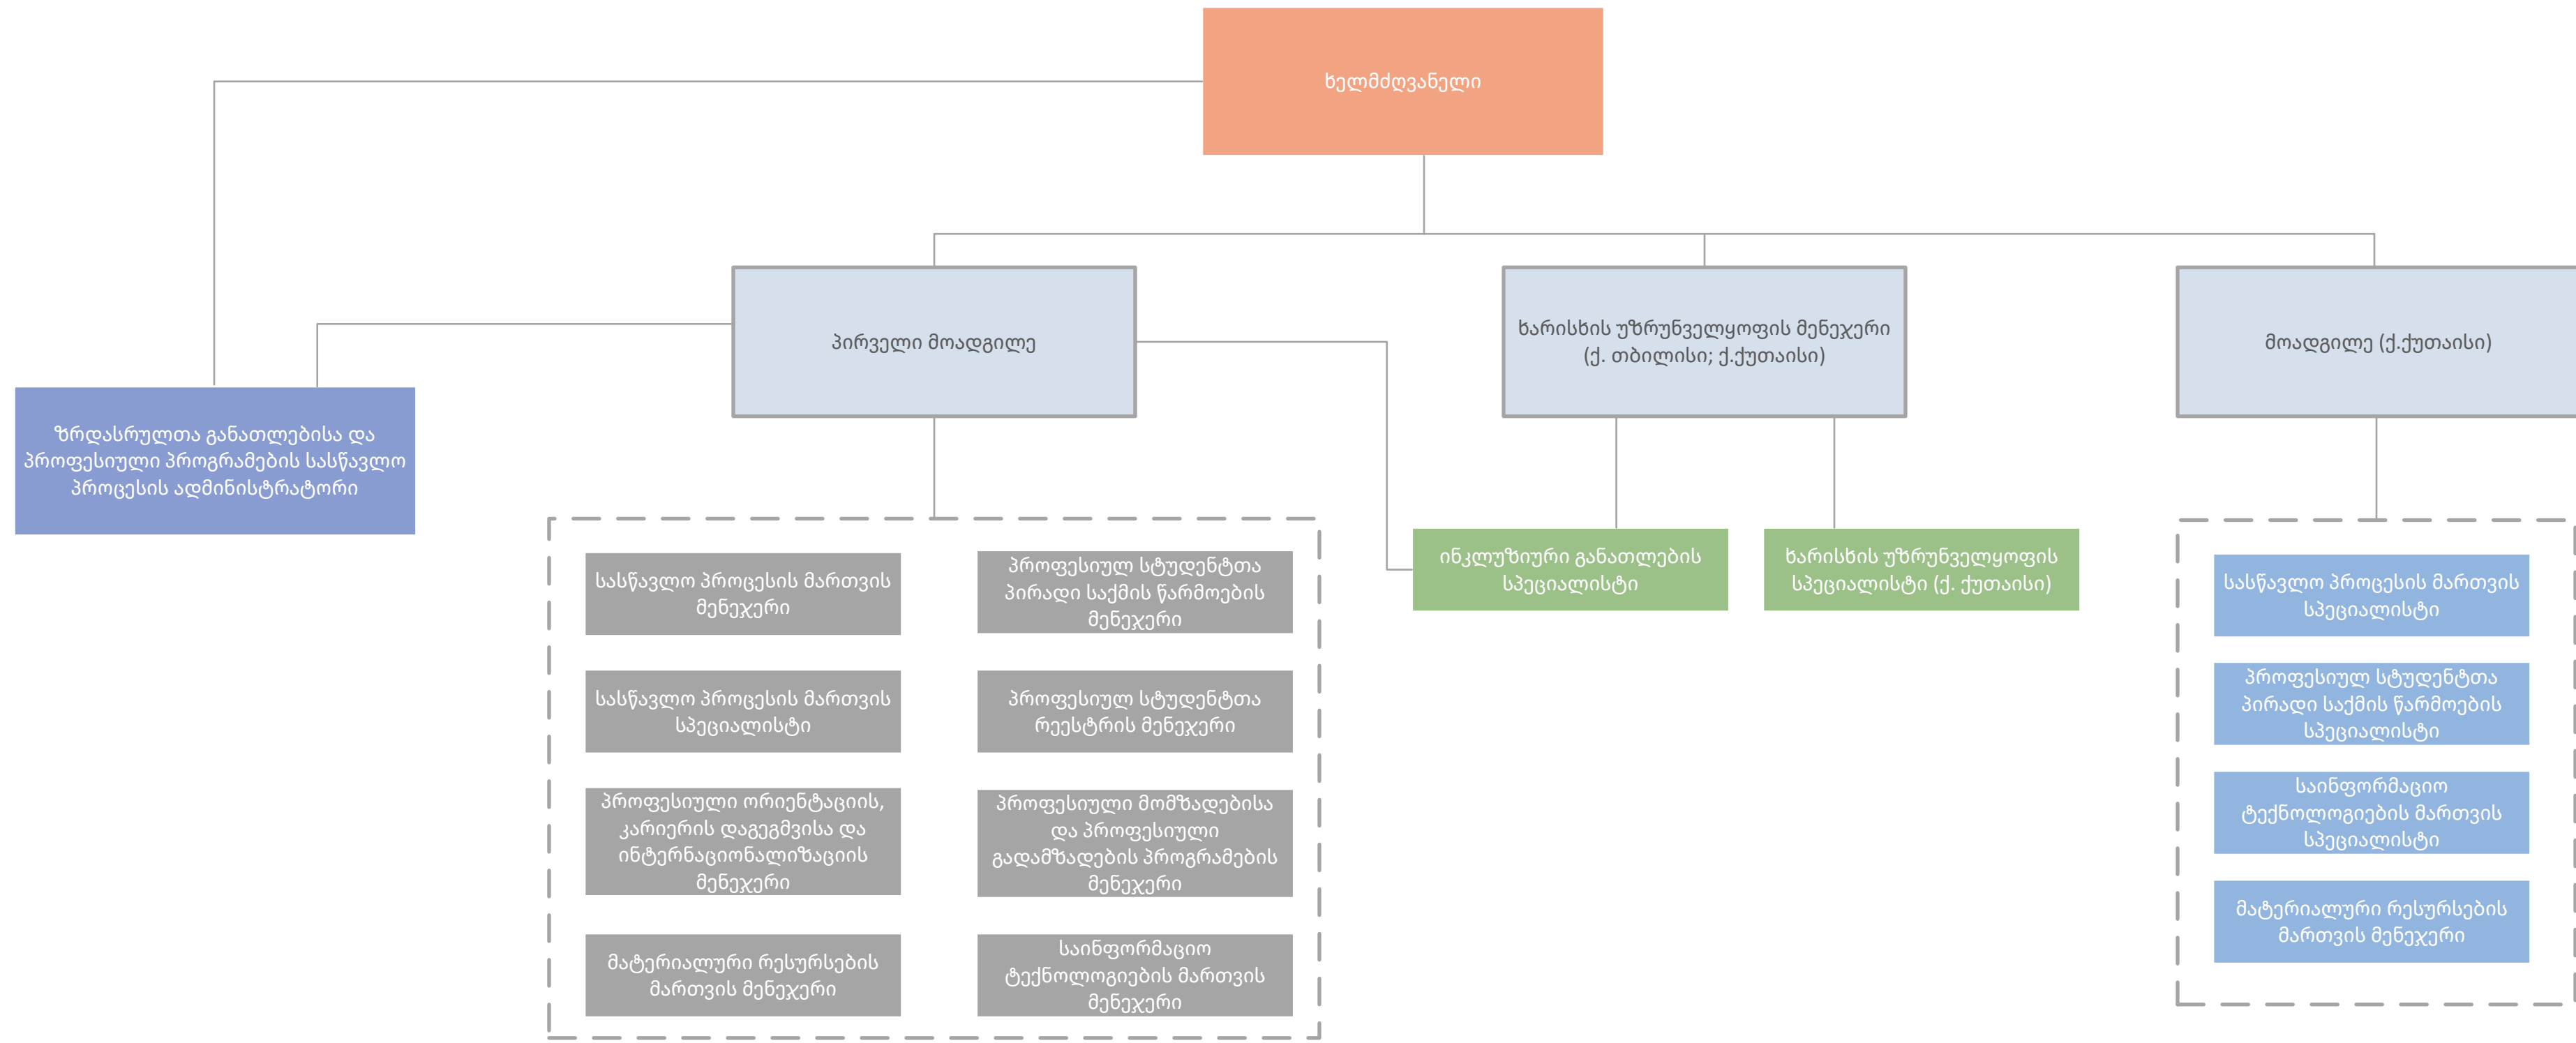 ხელმძღვანელი
პირველი მოადგილე
ხარისხის უზრუნველყოფის მენეჯერი
(ქ. თბილისი; ქ.ქუთაისი)
მოადგილე (ქ.ქუთაისი)
ზრდასრულთა განათლებისა და
პროფესიული პროგრამების სასწავლო
პროცესის ადმინისტრატორი
სასწავლო პროცესის მართვის
მენეჯერი
სასწავლო პროცესის მართვის
სპეციალისტი
პროფესიული ორიენტაციის,
კარიერის დაგეგმვისა და
ინტერნაციონალიზაციის
მენეჯერი
მატერიალური რესურსების
მართვის მენეჯერი
პროფესიულ სტუდენტთა
პირადი საქმის წარმოების
მენეჯერი
პროფესიულ სტუდენტთა
რეესტრის მენეჯერი
პროფესიული მომზადებისა
და პროფესიული
გადამზადების პროგრამების
მენეჯერი
საინფორმაციო
ტექნოლოგიების მართვის
მენეჯერი
ინკლუზიური განათლების
სპეციალისტი
ხარისხის უზრუნველყოფის
სპეციალისტი (ქ. ქუთაისი)
სასწავლო პროცესის მართვის
სპეციალისტი
პროფესიულ სტუდენტთა
პირადი საქმის წარმოების
სპეციალისტი
საინფორმაციო
ტექნოლოგიების მართვის
სპეციალისტი
მატერიალური რესურსების
მართვის მენეჯერი